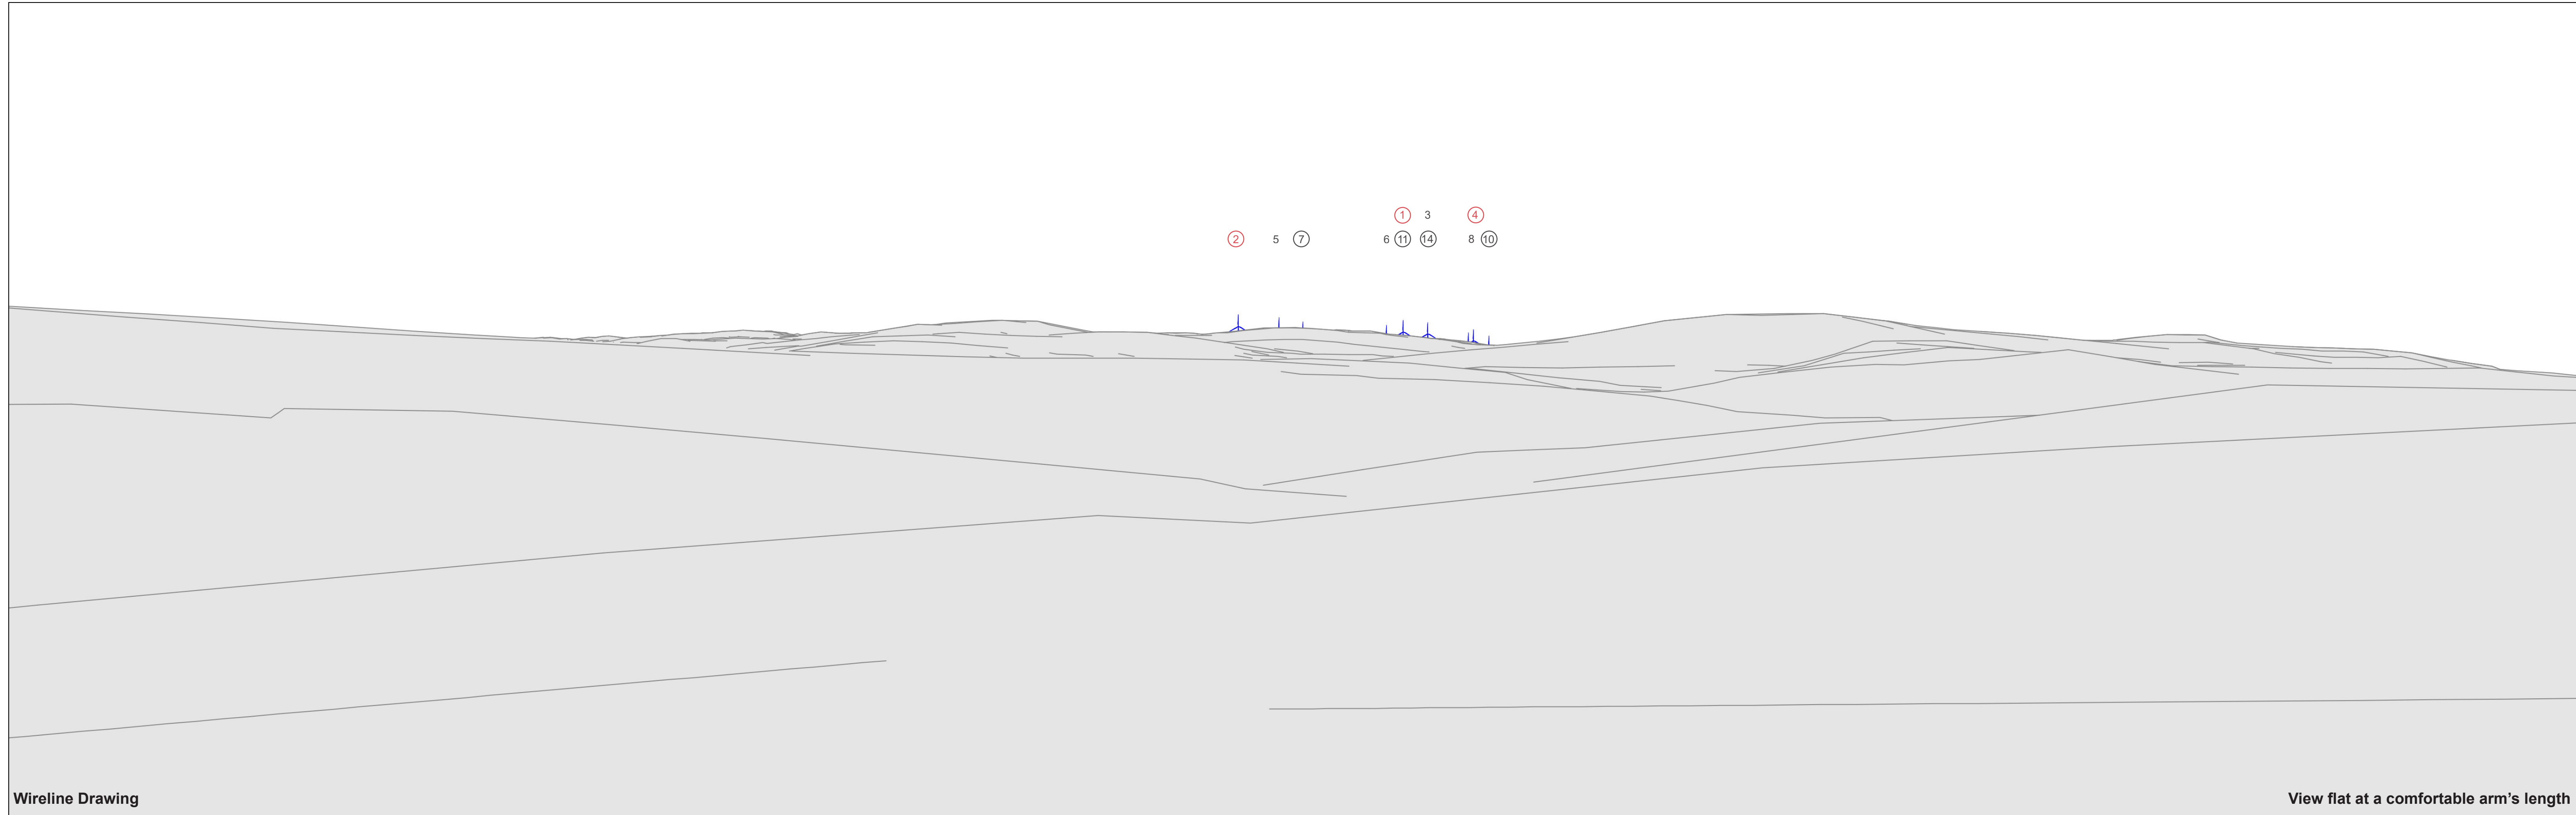 1 3 4
2 5 7 6 11 14 8 10
Wireline Drawing
View flat at a comfortable arm’s length